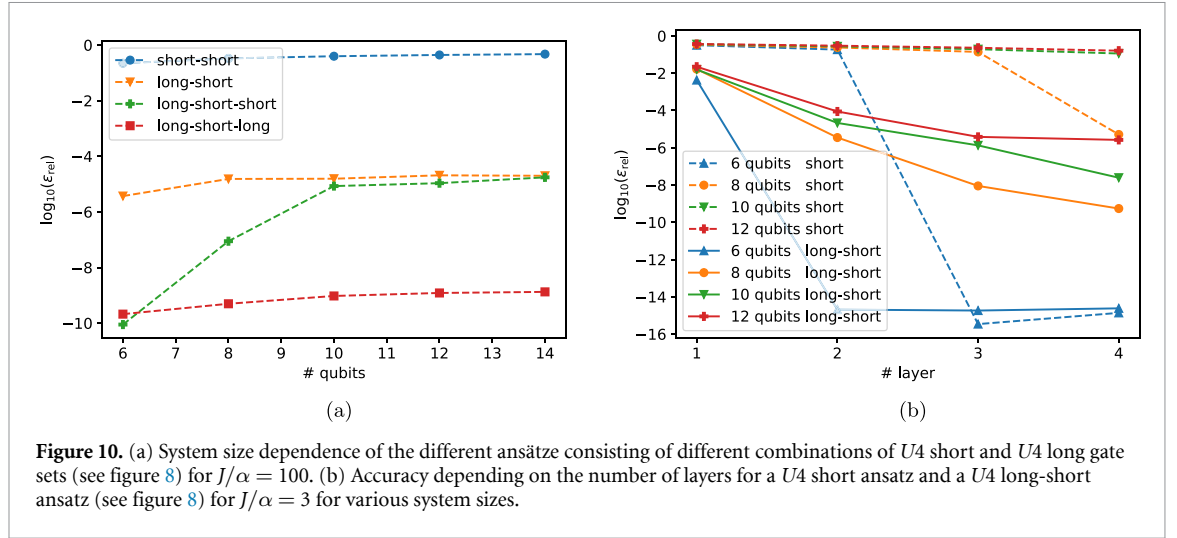 0
−2
−4
−6
−8
−10
log₁₀(ε_rel)
short-short
long-short
long-short-short
long-short-long
6 7 8 9 10 11 12 13 14
# qubits
(a)
0
−2
−4
−6
−8
−10
−12
−14
−16
log₁₀(ε_rel)
6 qubits short
8 qubits short
10 qubits short
12 qubits short
6 qubits long-short
8 qubits long-short
10 qubits long-short
12 qubits long-short
1 2 3 4
# layer
(b)
Figure 10. (a) System size dependence of the different ansätze consisting of different combinations of U4 short and U4 long gate
sets (see figure 8) for J/α = 100. (b) Accuracy depending on the number of layers for a U4 short ansatz and a U4 long-short
ansatz (see figure 8) for J/α = 3 for various system sizes.